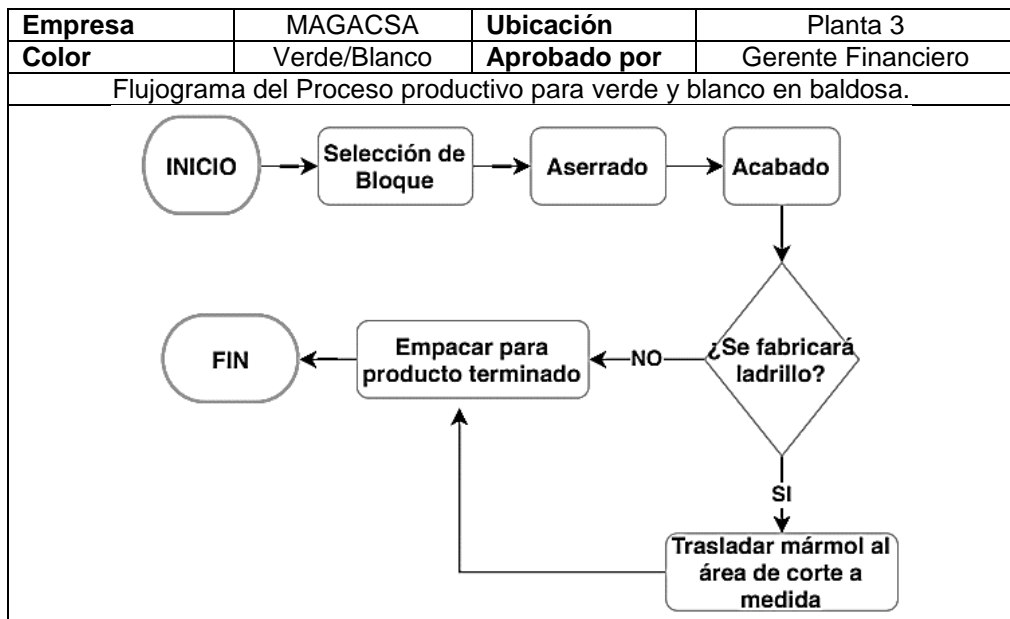 Empresa MAGACSA Ubicación Planta 3
Color Verde/Blanco Aprobado por Gerente Financiero
Flujograma del Proceso productivo para verde y blanco en baldosa.
INICIO
Selección de
Bloque
Aserrado
Acabado
¿Se fabricará
ladrillo?
NO
Empacar para
producto terminado
FIN
SI
Trasladar mármol al
área de corte a
medida